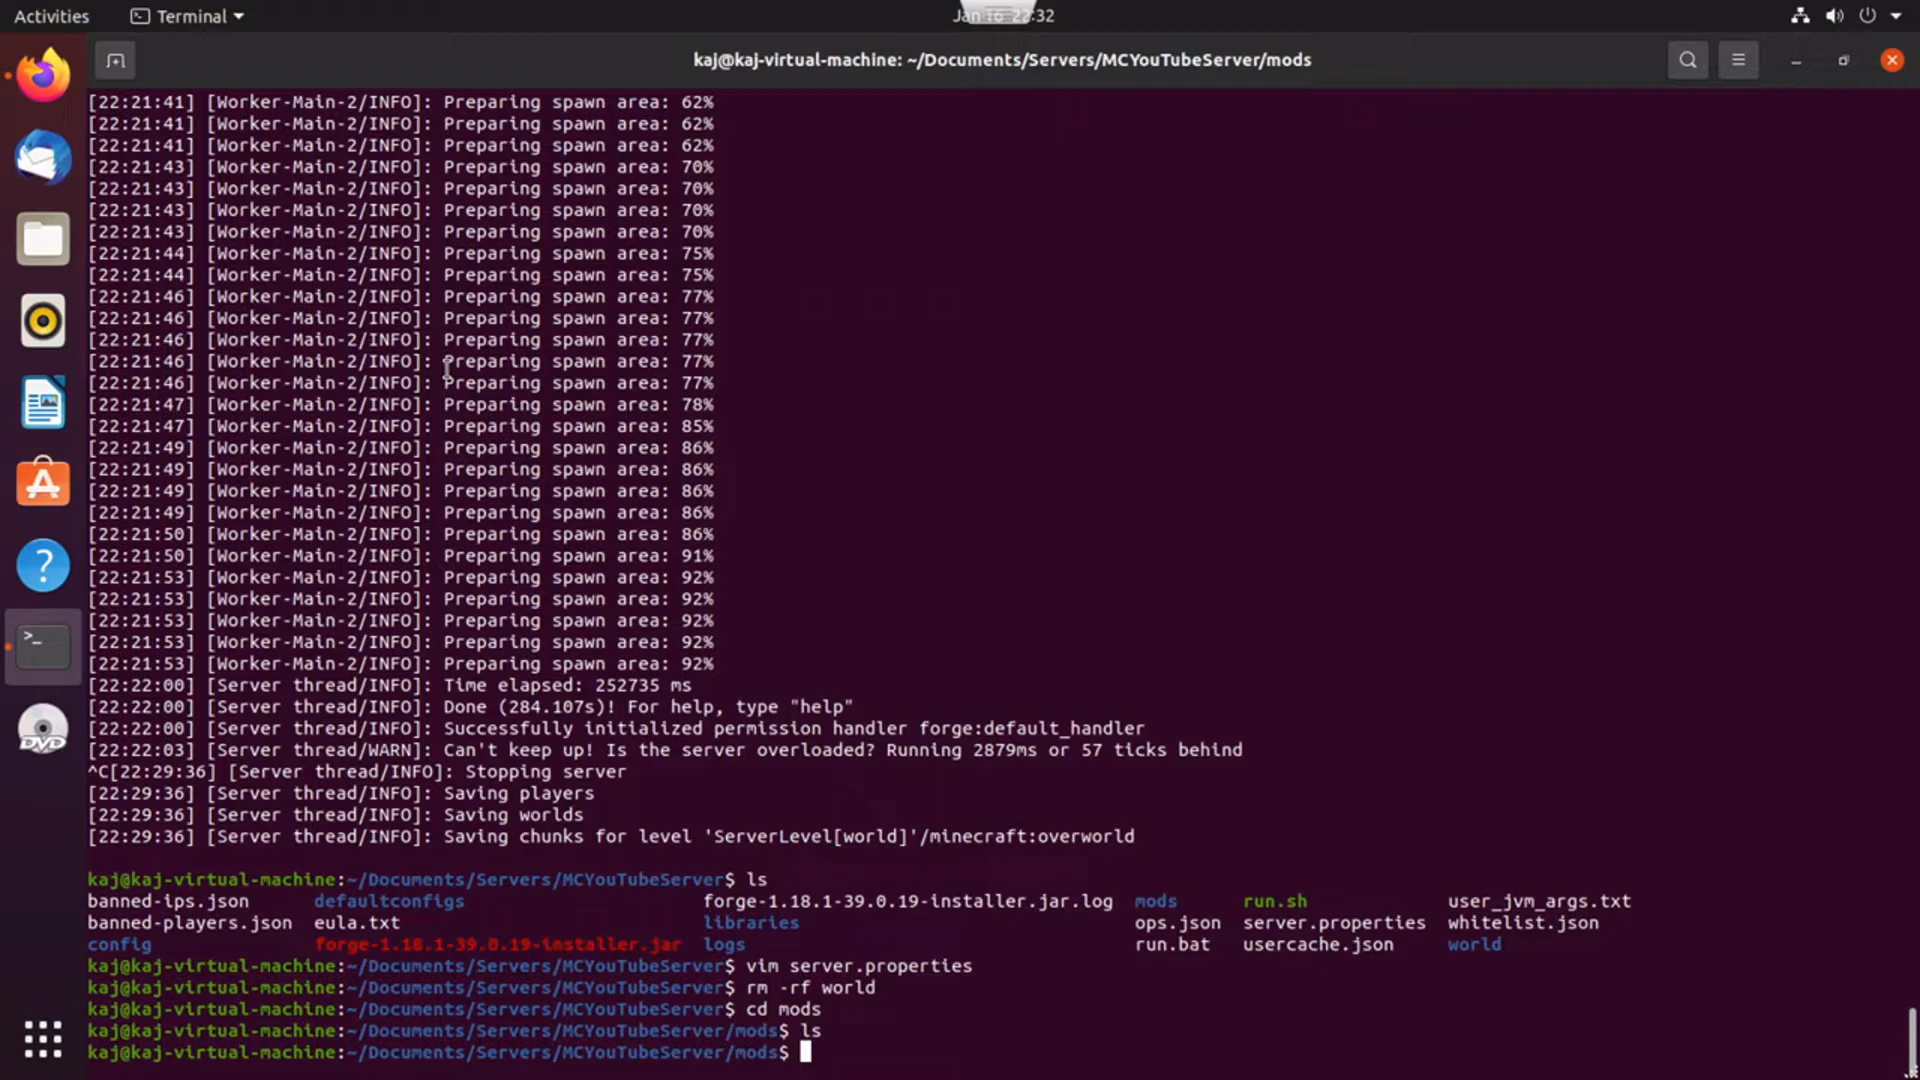 Activities
Terminal
Jan 16 22:32
kaj@kaj-virtual-machine: ~/Documents/Servers/MCYouTubeServer/mods
[22:21:41] [Worker-Main-2/INFO]: Preparing spawn area: 62%
[22:21:41] [Worker-Main-2/INFO]: Preparing spawn area: 62%
[22:21:41] [Worker-Main-2/INFO]: Preparing spawn area: 62%
[22:21:43] [Worker-Main-2/INFO]: Preparing spawn area: 70%
[22:21:43] [Worker-Main-2/INFO]: Preparing spawn area: 70%
[22:21:43] [Worker-Main-2/INFO]: Preparing spawn area: 70%
[22:21:43] [Worker-Main-2/INFO]: Preparing spawn area: 70%
[22:21:44] [Worker-Main-2/INFO]: Preparing spawn area: 75%
[22:21:44] [Worker-Main-2/INFO]: Preparing spawn area: 75%
[22:21:46] [Worker-Main-2/INFO]: Preparing spawn area: 77%
[22:21:46] [Worker-Main-2/INFO]: Preparing spawn area: 77%
[22:21:46] [Worker-Main-2/INFO]: Preparing spawn area: 77%
[22:21:46] [Worker-Main-2/INFO]: Preparing spawn area: 77%
[22:21:46] [Worker-Main-2/INFO]: Preparing spawn area: 77%
[22:21:47] [Worker-Main-2/INFO]: Preparing spawn area: 78%
[22:21:47] [Worker-Main-2/INFO]: Preparing spawn area: 85%
[22:21:49] [Worker-Main-2/INFO]: Preparing spawn area: 86%
[22:21:49] [Worker-Main-2/INFO]: Preparing spawn area: 86%
[22:21:49] [Worker-Main-2/INFO]: Preparing spawn area: 86%
[22:21:49] [Worker-Main-2/INFO]: Preparing spawn area: 86%
[22:21:50] [Worker-Main-2/INFO]: Preparing spawn area: 86%
[22:21:50] [Worker-Main-2/INFO]: Preparing spawn area: 91%
[22:21:53] [Worker-Main-2/INFO]: Preparing spawn area: 92%
[22:21:53] [Worker-Main-2/INFO]: Preparing spawn area: 92%
[22:21:53] [Worker-Main-2/INFO]: Preparing spawn area: 92%
[22:21:53] [Worker-Main-2/INFO]: Preparing spawn area: 92%
[22:21:53] [Worker-Main-2/INFO]: Preparing spawn area: 92%
[22:22:00] [Server thread/INFO]: Time elapsed: 252735 ms
[22:22:00] [Server thread/INFO]: Done (284.107s)! For help, type "help"
[22:22:00] [Server thread/INFO]: Successfully initialized permission handler forge:default_handler
[22:22:03] [Server thread/WARN]: Can't keep up! Is the server overloaded? Running 2879ms or 57 ticks behind
^C[22:29:36] [Server thread/INFO]: Stopping server
[22:29:36] [Server thread/INFO]: Saving players
[22:29:36] [Server thread/INFO]: Saving worlds
[22:29:36] [Server thread/INFO]: Saving chunks for level 'ServerLevel[world]'/minecraft:overworld
kaj@kaj-virtual-machine:~/Documents/Servers/MCYouTubeServer$ ls
banned-ips.json defaultconfigs forge-1.18.1-39.0.19-installer.jar.log mods run.sh user_jvm_args.txt
banned-players.json eula.txt libraries ops.json server.properties whitelist.json
config forge-1.18.1-39.0.19-installer.jar logs run.bat usercache.json world
kaj@kaj-virtual-machine:~/Documents/Servers/MCYouTubeServer$ vim server.properties
kaj@kaj-virtual-machine:~/Documents/Servers/MCYouTubeServer$ rm -rf world
kaj@kaj-virtual-machine:~/Documents/Servers/MCYouTubeServer$ cd mods
kaj@kaj-virtual-machine:~/Documents/Servers/MCYouTubeServer/mods$ ls
kaj@kaj-virtual-machine:~/Documents/Servers/MCYouTubeServer/mods$
>_
?
DVD